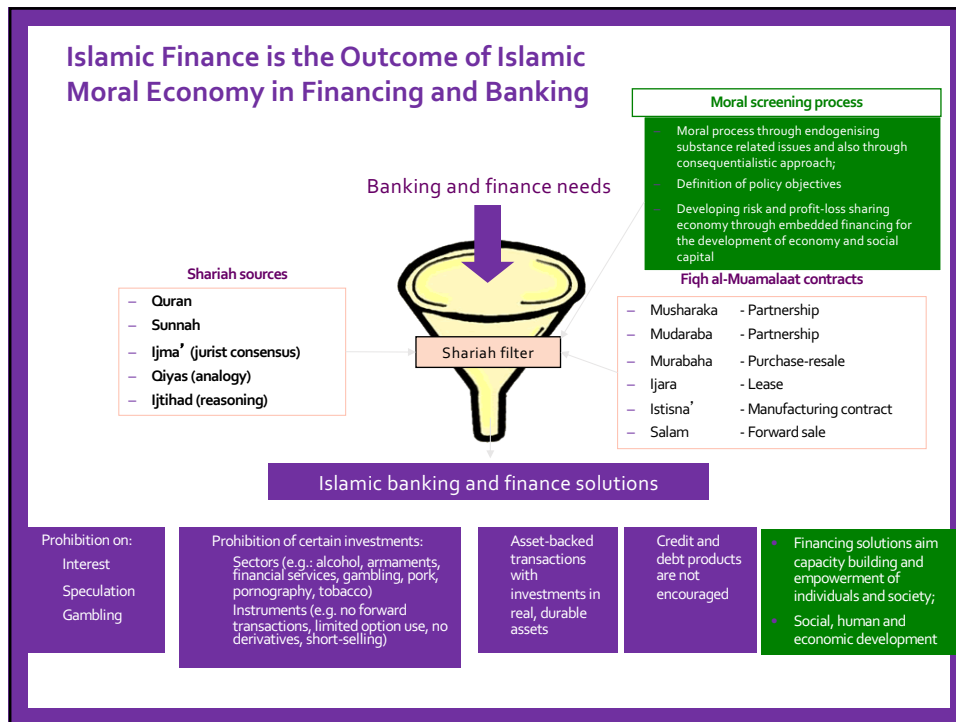 Islamic Finance is the Outcome of Islamic
Moral Economy in Financing and Banking
Moral screening process
Moral process through endogenising
substance related issues and also through
consequentialistic approach;
Definition of policy objectives
Developing risk and profit-loss sharing
economy through embedded financing for
the development of economy and social
capital
Banking and finance needs
Shariah sources
– Quran
– Sunnah
– Ijma’ (jurist consensus)
– Qiyas (analogy)
– Ijtihad (reasoning)
Shariah filter
Fiqh al-Muamalaat contracts
– Musharaka - Partnership
– Mudaraba - Partnership
– Murabaha - Purchase-resale
– Ijara - Lease
– Istisna’ - Manufacturing contract
– Salam - Forward sale
Islamic banking and finance solutions
Prohibition on:
Interest
Speculation
Gambling
Prohibition of certain investments:
Sectors (e.g.: alcohol, armaments,
financial services, gambling, pork,
pornography, tobacco)
Instruments (e.g. no forward
transactions, limited option use, no
derivatives, short-selling)
Asset-backed
transactions
with
investments in
real, durable
assets
Credit and
debt products
are not
encouraged
• Financing solutions aim
capacity building and
empowerment of
individuals and society;
• Social, human and
economic development